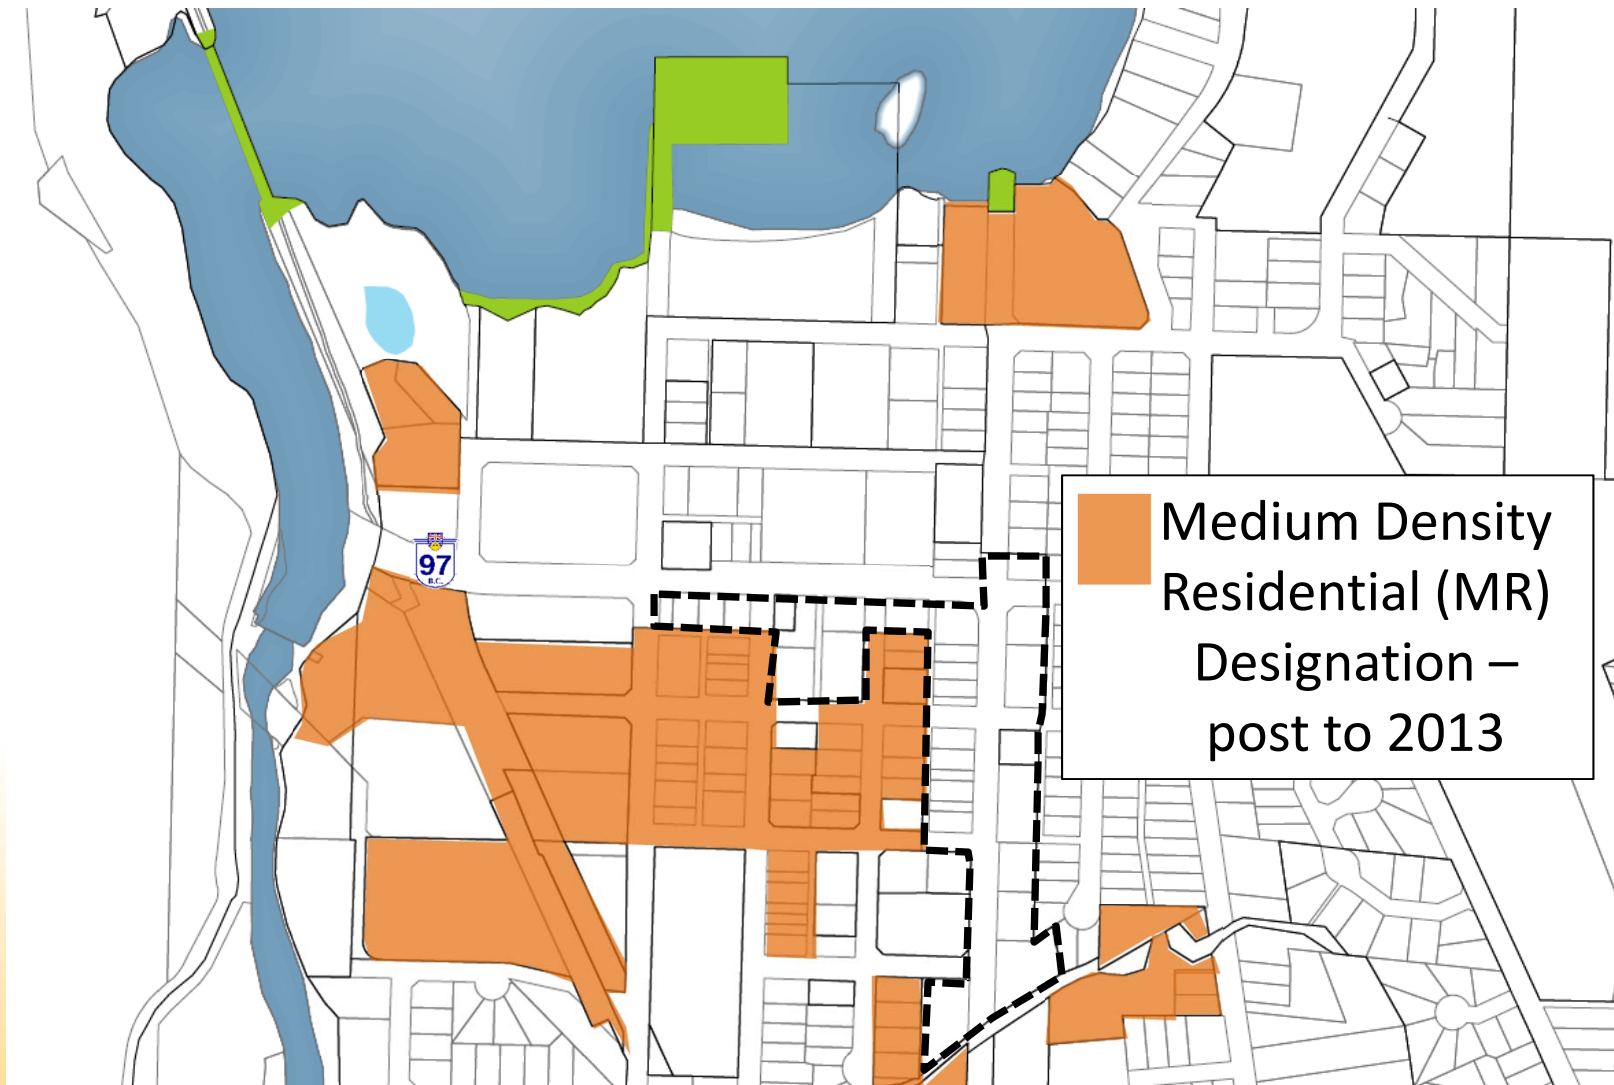 97
B.C.
Medium Density
Residential (MR)
Designation –
post to 2013